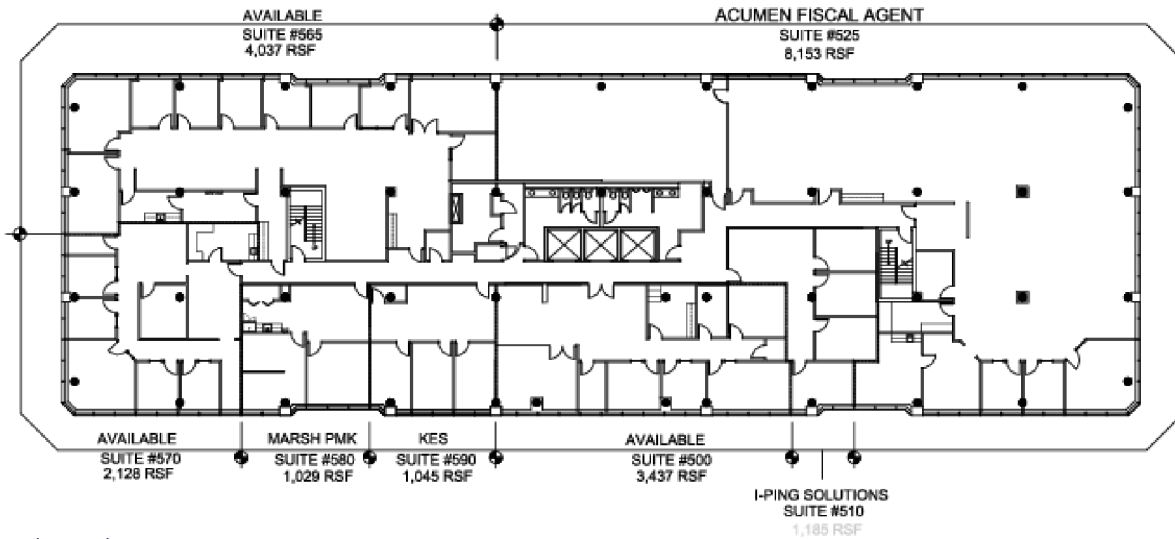 AVAILABLE
SUITE #565
4,037 RSF
ACUMEN FISCAL AGENT
SUITE #525
8,153 RSF
AVAILABLE
SUITE #570
2,128 RSF
MARSH PMK
SUITE #580
1,029 RSF
KES
SUITE #590
1,045 RSF
AVAILABLE
SUITE #500
3,437 RSF
I-PING SOLUTIONS
SUITE #510
1,185 RSF